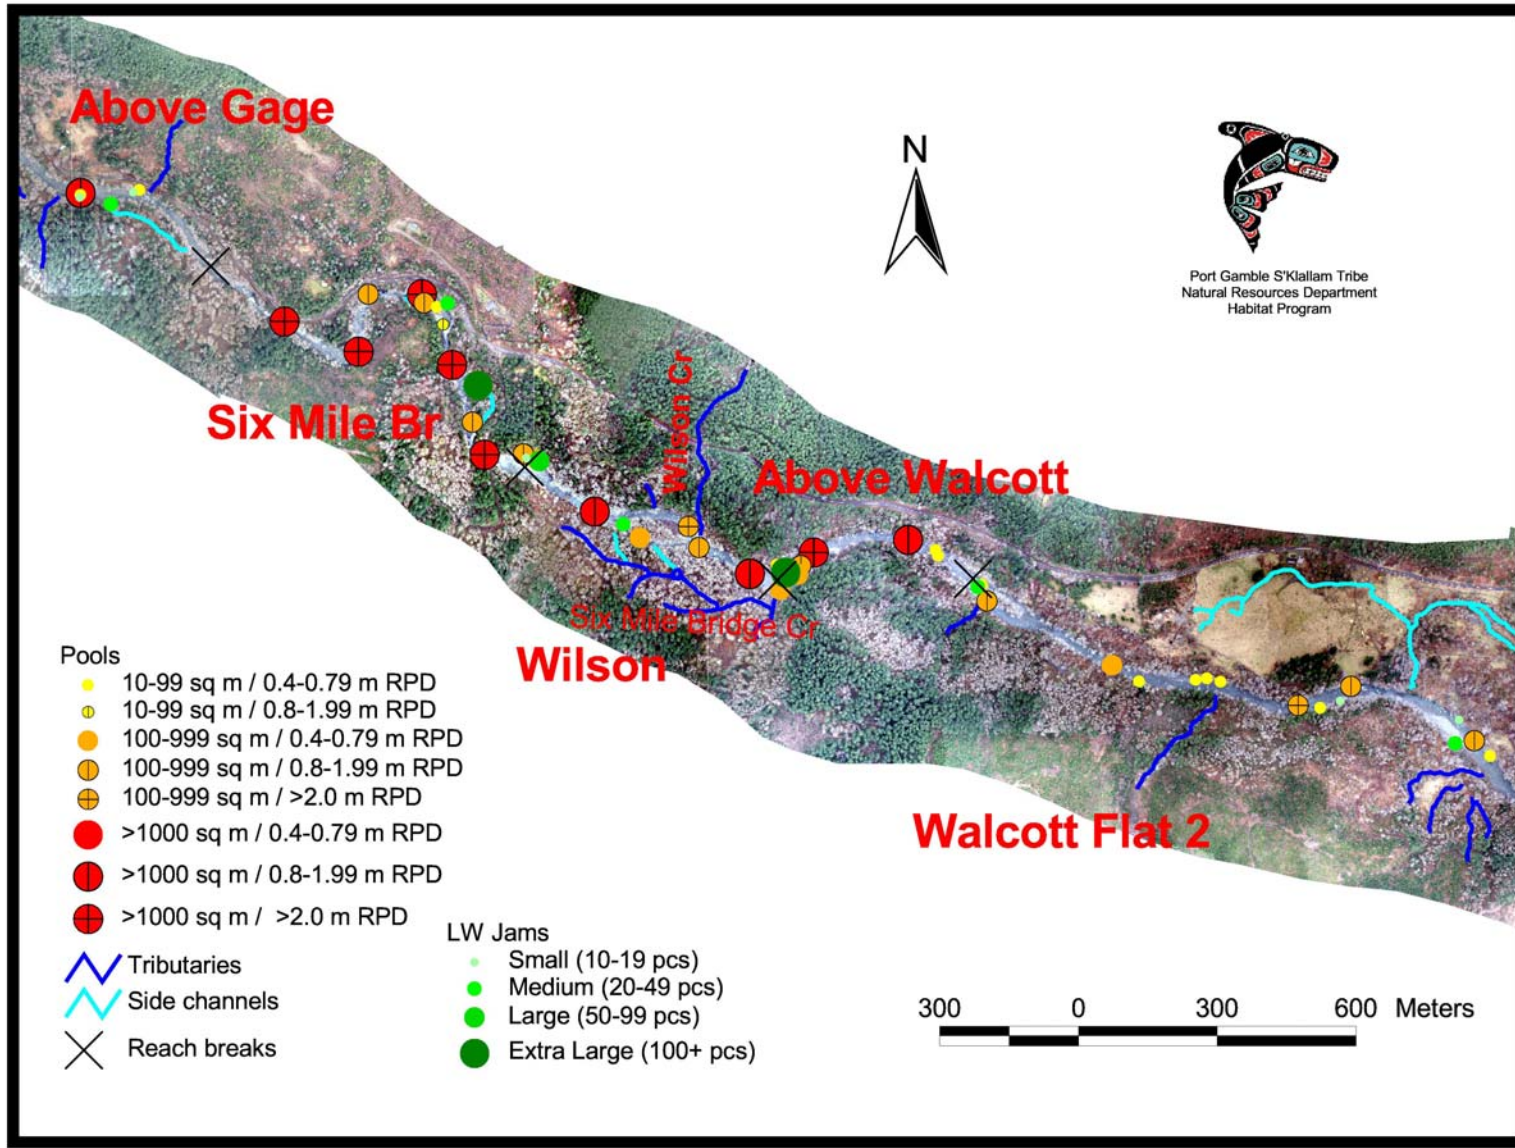 Above Gage
N
Port Gamble S'Klallam Tribe
Natural Resources Department
Habitat Program
Six Mile Br
Wilson Cr
Above Walcott
Six Mile Bridge Cr
Wilson
Walcott Flat 2
Pools
10-99 sq m / 0.4-0.79 m RPD
10-99 sq m / 0.8-1.99 m RPD
100-999 sq m / 0.4-0.79 m RPD
100-999 sq m / 0.8-1.99 m RPD
100-999 sq m / >2.0 m RPD
>1000 sq m / 0.4-0.79 m RPD
>1000 sq m / 0.8-1.99 m RPD
>1000 sq m / >2.0 m RPD
Tributaries
Side channels
Reach breaks
LW Jams
Small (10-19 pcs)
Medium (20-49 pcs)
Large (50-99 pcs)
Extra Large (100+ pcs)
300 0 300 600 Meters